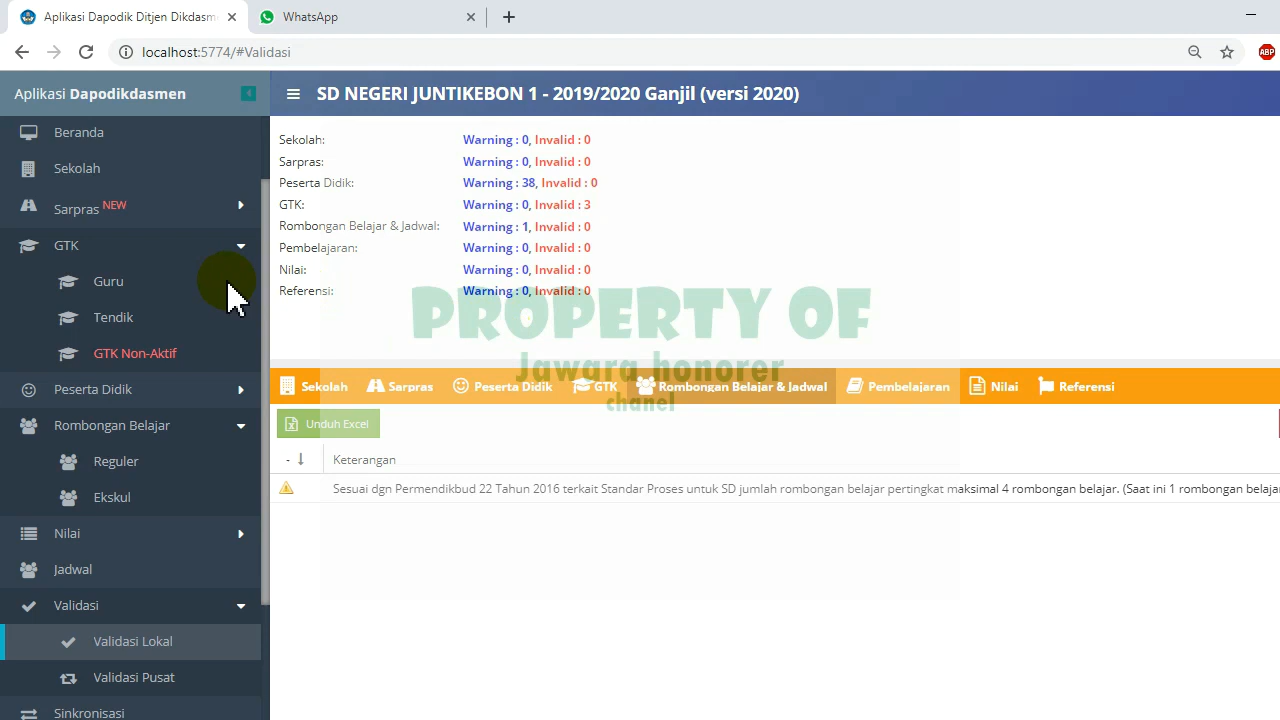 Aplikasi Dapodik Ditjen Dikdasm
WhatsApp
localhost:5774/#Validasi
ABP
Aplikasi Dapodikdasmen
SD NEGERI JUNTIKEBON 1 - 2019/2020 Ganjil (versi 2020)
Beranda
Sekolah
Sarpras NEW
GTK
Guru
Tendik
GTK Non-Aktif
Peserta Didik
Rombongan Belajar
Reguler
Ekskul
Nilai
Jadwal
Validasi
Validasi Lokal
Validasi Pusat
Sinkronisasi
Sekolah: Warning : 0, Invalid : 0
Sarpras: Warning : 0, Invalid : 0
Peserta Didik: Warning : 38, Invalid : 0
GTK: Warning : 0, Invalid : 3
Rombongan Belajar & Jadwal: Warning : 1, Invalid : 0
Pembelajaran: Warning : 0, Invalid : 0
Nilai: Warning : 0, Invalid : 0
Referensi: Warning : 0, Invalid : 0
PROPERTY OF
Jawara honorer
chanel
Sekolah Sarpras Peserta Didik GTK Rombongan Belajar & Jadwal Pembelajaran Nilai Referensi
Unduh Excel
- Keterangan
Sesuai dgn Permendikbud 22 Tahun 2016 terkait Standar Proses untuk SD jumlah rombongan belajar pertingkat maksimal 4 rombongan belajar. (Saat ini 1 rombongan belajar